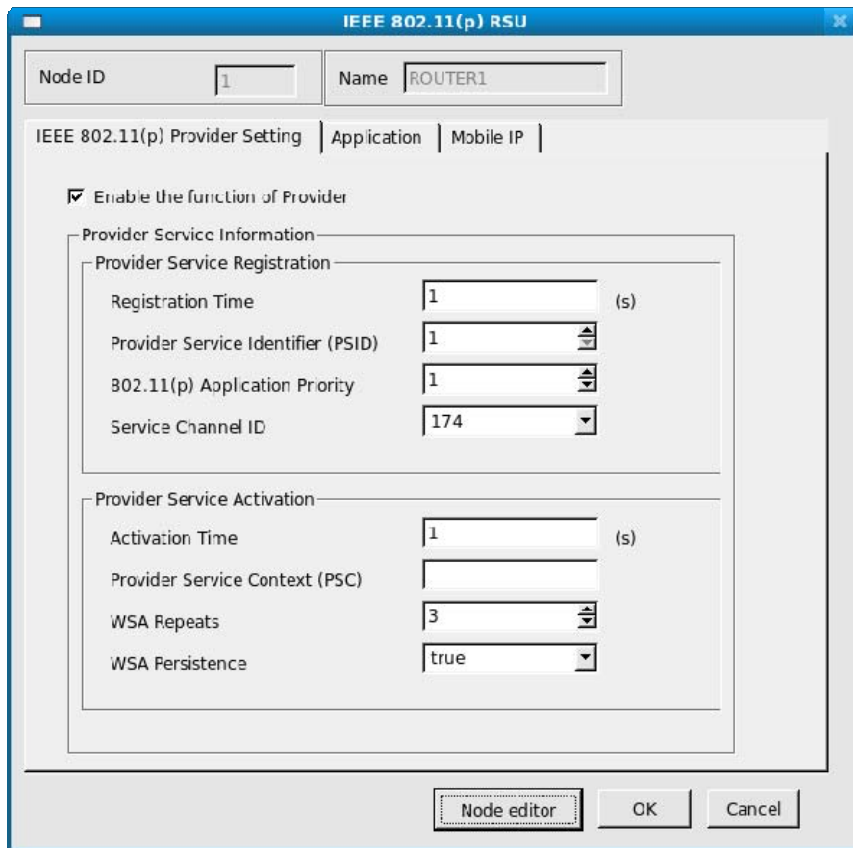 IEEE 802.11(p) RSU
Node ID 1 Name ROUTER1
IEEE 802.11(p) Provider Setting Application Mobile IP
Enable the function of Provider
Provider Service Information
Provider Service Registration
Registration Time 1 (s)
Provider Service Identifier (PSID) 1
802.11(p) Application Priority 1
Service Channel ID 174
Provider Service Activation
Activation Time 1 (s)
Provider Service Context (PSC)
WSA Repeats 3
WSA Persistence true
Node editor OK Cancel